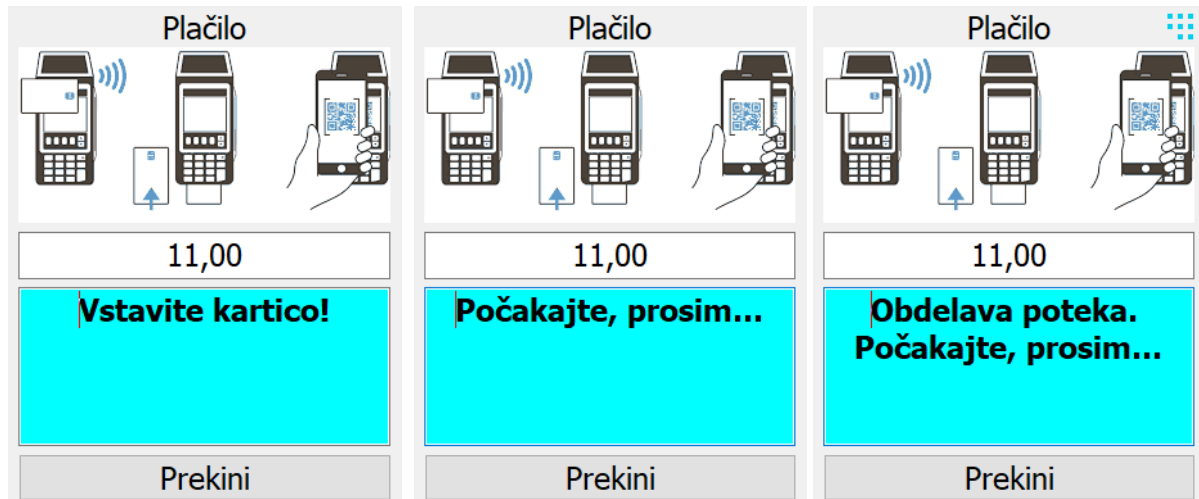 Plačilo
11,00
Vstavite kartico!
Prekini
Plačilo
11,00
Počakajte, prosim...
Prekini
Plačilo
11,00
Obdelava poteka.
Počakajte, prosim...
Prekini